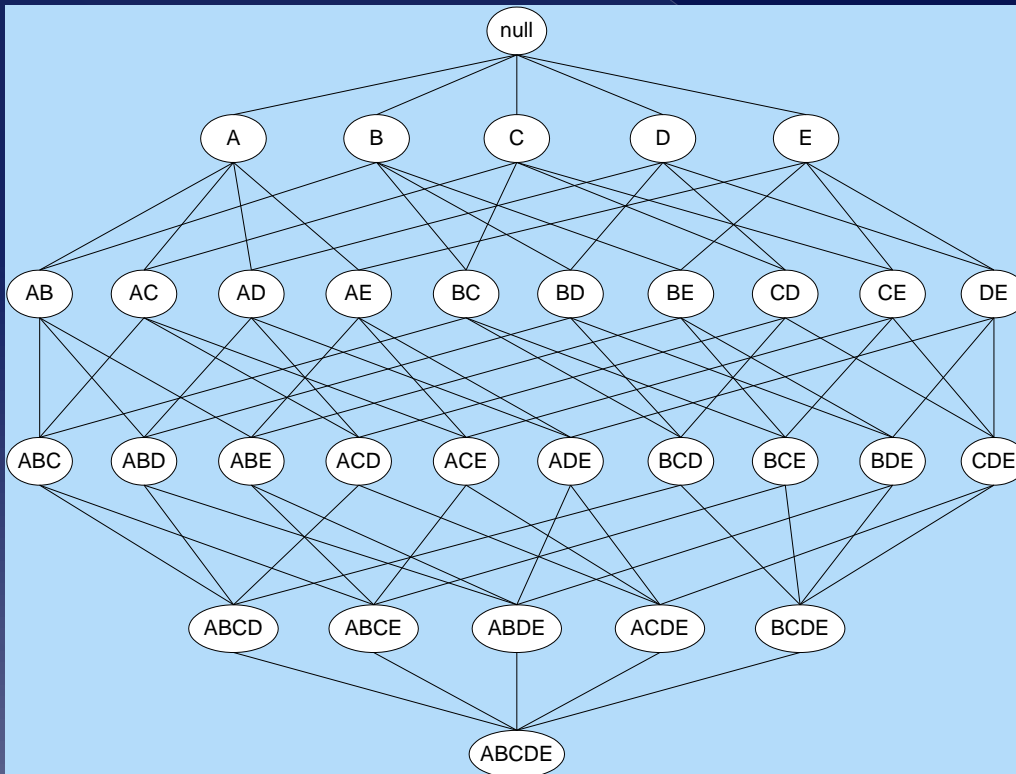 null
A B C D E
AB AC AD AE BC BD BE CD CE DE
ABC ABD ABE ACD ACE ADE BCD BCE BDE CDE
ABCD ABCE ABDE ACDE BCDE
ABCDE